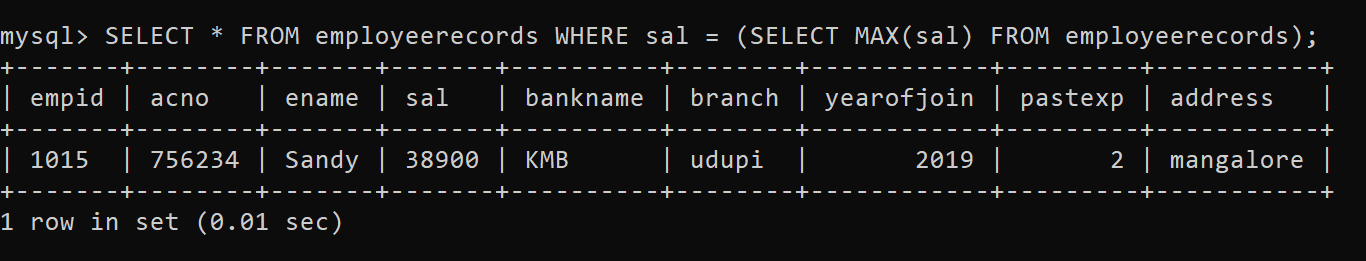 mysql> SELECT * FROM employeerecords WHERE sal = (SELECT MAX(sal) FROM employeerecords);
+-------+--------+-------+-------+----------+--------+------------+---------+-----------+
| empid | acno   | ename | sal   | bankname | branch | yearofjoin | pastexp | address   |
+-------+--------+-------+-------+----------+--------+------------+---------+-----------+
| 1015  | 756234 | Sandy | 38900 | KMB      | udupi  |       2019 |       2 | mangalore |
+-------+--------+-------+-------+----------+--------+------------+---------+-----------+
1 row in set (0.01 sec)